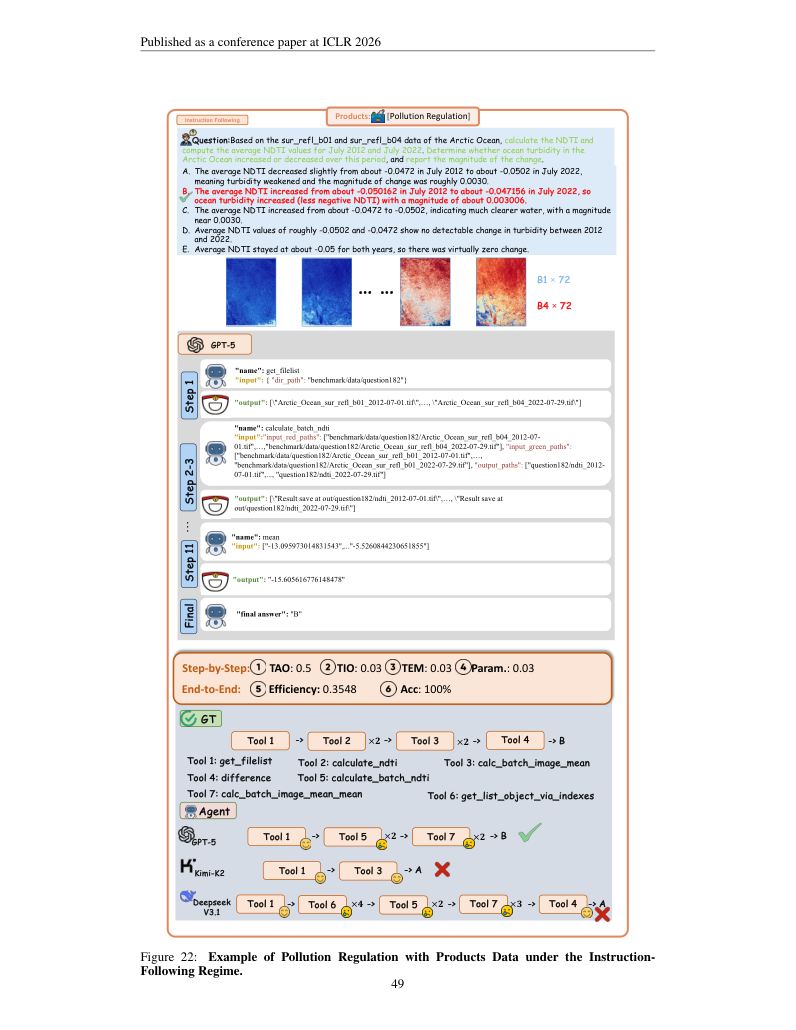 Published as a conference paper at ICLR 2026
Instruction Following
Products: [Pollution Regulation]
Question:Based on the sur_refl_b01 and sur_refl_b04 data of the Arctic Ocean, calculate the NDTI and
compute the average NDTI values for July 2012 and July 2022. Determine whether ocean turbidity in the
Arctic Ocean increased or decreased over this period, and report the magnitude of the change.
A. The average NDTI decreased slightly from about -0.0472 in July 2012 to about -0.0502 in July 2022,
meaning turbidity weakened and the magnitude of change was roughly 0.0030.
B. The average NDTI increased from about -0.050162 in July 2012 to about -0.047156 in July 2022, so
ocean turbidity increased (less negative NDTI) with a magnitude of about 0.003006.
C. The average NDTI increased from about -0.0472 to -0.0502, indicating much clearer water, with a magnitude
near 0.0030.
D. Average NDTI values of roughly -0.0502 and -0.0472 show no detectable change in turbidity between 2012
and 2022.
E. Average NDTI stayed at about -0.05 for both years, so there was virtually zero change.
... ...
B1 × 72
B4 × 72
GPT-5
Step 1
"name": get_filelist
"input": { "dir_path": "benchmark/data/question182"}
"output": [\"Arctic_Ocean_sur_refl_b01_2012-07-01.tif\",…, \"Arctic_Ocean_sur_refl_b04_2022-07-29.tif\"]
Step 2-3
"name": calculate_batch_ndti
"input":"input_red_paths": ["benchmark/data/question182/Arctic_Ocean_sur_refl_b04_2012-07-
01.tif",…,"benchmark/data/question182/Arctic_Ocean_sur_refl_b04_2022-07-29.tif"], "input_green_paths":
["benchmark/data/question182/Arctic_Ocean_sur_refl_b01_2012-07-01.tif",…,
"benchmark/data/question182/Arctic_Ocean_sur_refl_b01_2022-07-29.tif"], "output_paths": ["question182/ndti_2012-
07-01.tif",…, "question182/ndti_2022-07-29.tif"]
"output": [\"Result save at out/question182/ndti_2012-07-01.tif\",…, \"Result save at
out/question182/ndti_2022-07-29.tif\"]
...
Step 11
"name": mean
"input": ["-13.095973014831543",..."-5.5260844230651855"]
"output": "-15.605616776148478"
Final
"final answer": "B"
Step-by-Step: 1 TAO: 0.5 2 TIO: 0.03 3 TEM: 0.03 4 Param.: 0.03
End-to-End: 5 Efficiency: 0.3548 6 Acc: 100%
GT
Tool 1 -> Tool 2 ×2 -> Tool 3 ×2 -> Tool 4 -> B
Tool 1: get_filelist Tool 2: calculate_ndti Tool 3: calc_batch_image_mean
Tool 4: difference Tool 5: calculate_batch_ndti
Tool 7: calc_batch_image_mean_mean Tool 6: get_list_object_via_indexes
Agent
GPT-5 Tool 1 -> Tool 5 ×2 -> Tool 7 ×2 -> B
Kimi-K2 Tool 1 -> Tool 3 -> A
Deepseek V3.1 Tool 1 -> Tool 6 ×4 -> Tool 5 ×2 -> Tool 7 ×3 -> Tool 4 -> A
Figure 22: Example of Pollution Regulation with Products Data under the Instruction-
Following Regime.
49